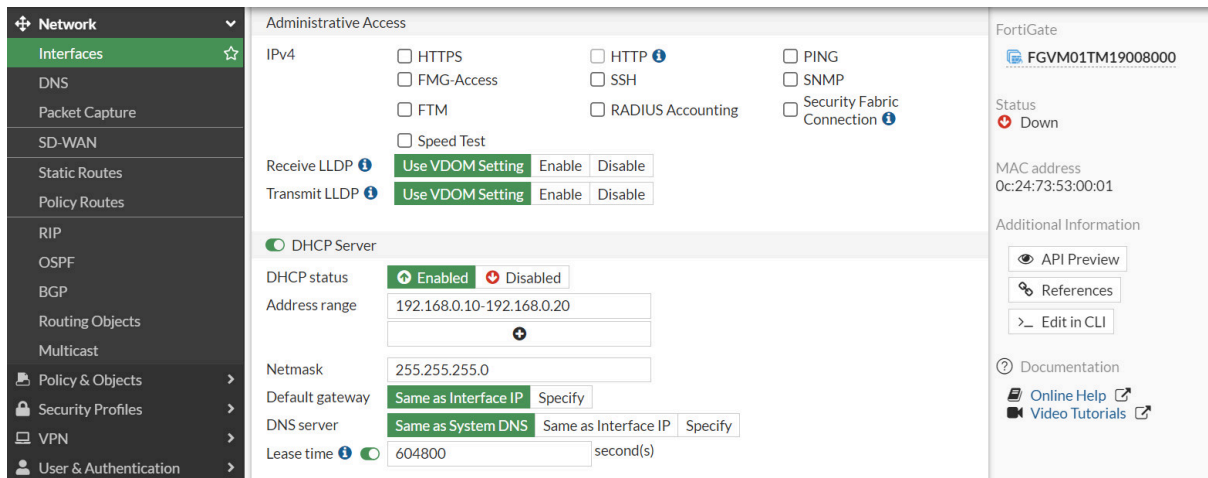 Network
Interfaces
DNS
Packet Capture
SD-WAN
Static Routes
Policy Routes
RIP
OSPF
BGP
Routing Objects
Multicast
Policy & Objects
Security Profiles
VPN
User & Authentication
Administrative Access
IPv4
HTTPS
HTTP
PING
FMG-Access
SSH
SNMP
FTM
RADIUS Accounting
Security Fabric
Connection
Speed Test
Receive LLDP Use VDOM Setting Enable Disable
Transmit LLDP Use VDOM Setting Enable Disable
DHCP Server
DHCP status Enabled Disabled
Address range 192.168.0.10-192.168.0.20
Netmask 255.255.255.0
Default gateway Same as Interface IP Specify
DNS server Same as System DNS Same as Interface IP Specify
Lease time 604800 second(s)
FortiGate
FGVM01TM19008000
Status
Down
MAC address
0c:24:73:53:00:01
Additional Information
API Preview
References
>_ Edit in CLI
Documentation
Online Help
Video Tutorials